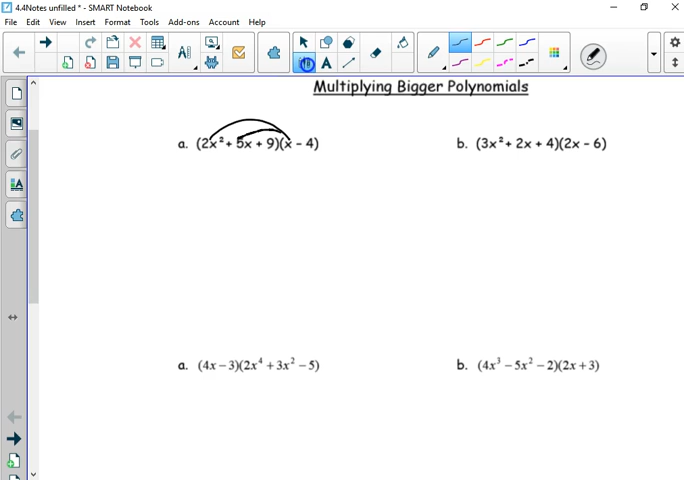 4.4Notes unfilled * - SMART Notebook
File Edit View Insert Format Tools Add-ons Account Help
Multiplying Bigger Polynomials
a. (2x² + 5x + 9)(x - 4)
b. (3x² + 2x + 4)(2x - 6)
a. (4x − 3)(2x⁴ + 3x² − 5)
b. (4x³ − 5x² − 2)(2x + 3)